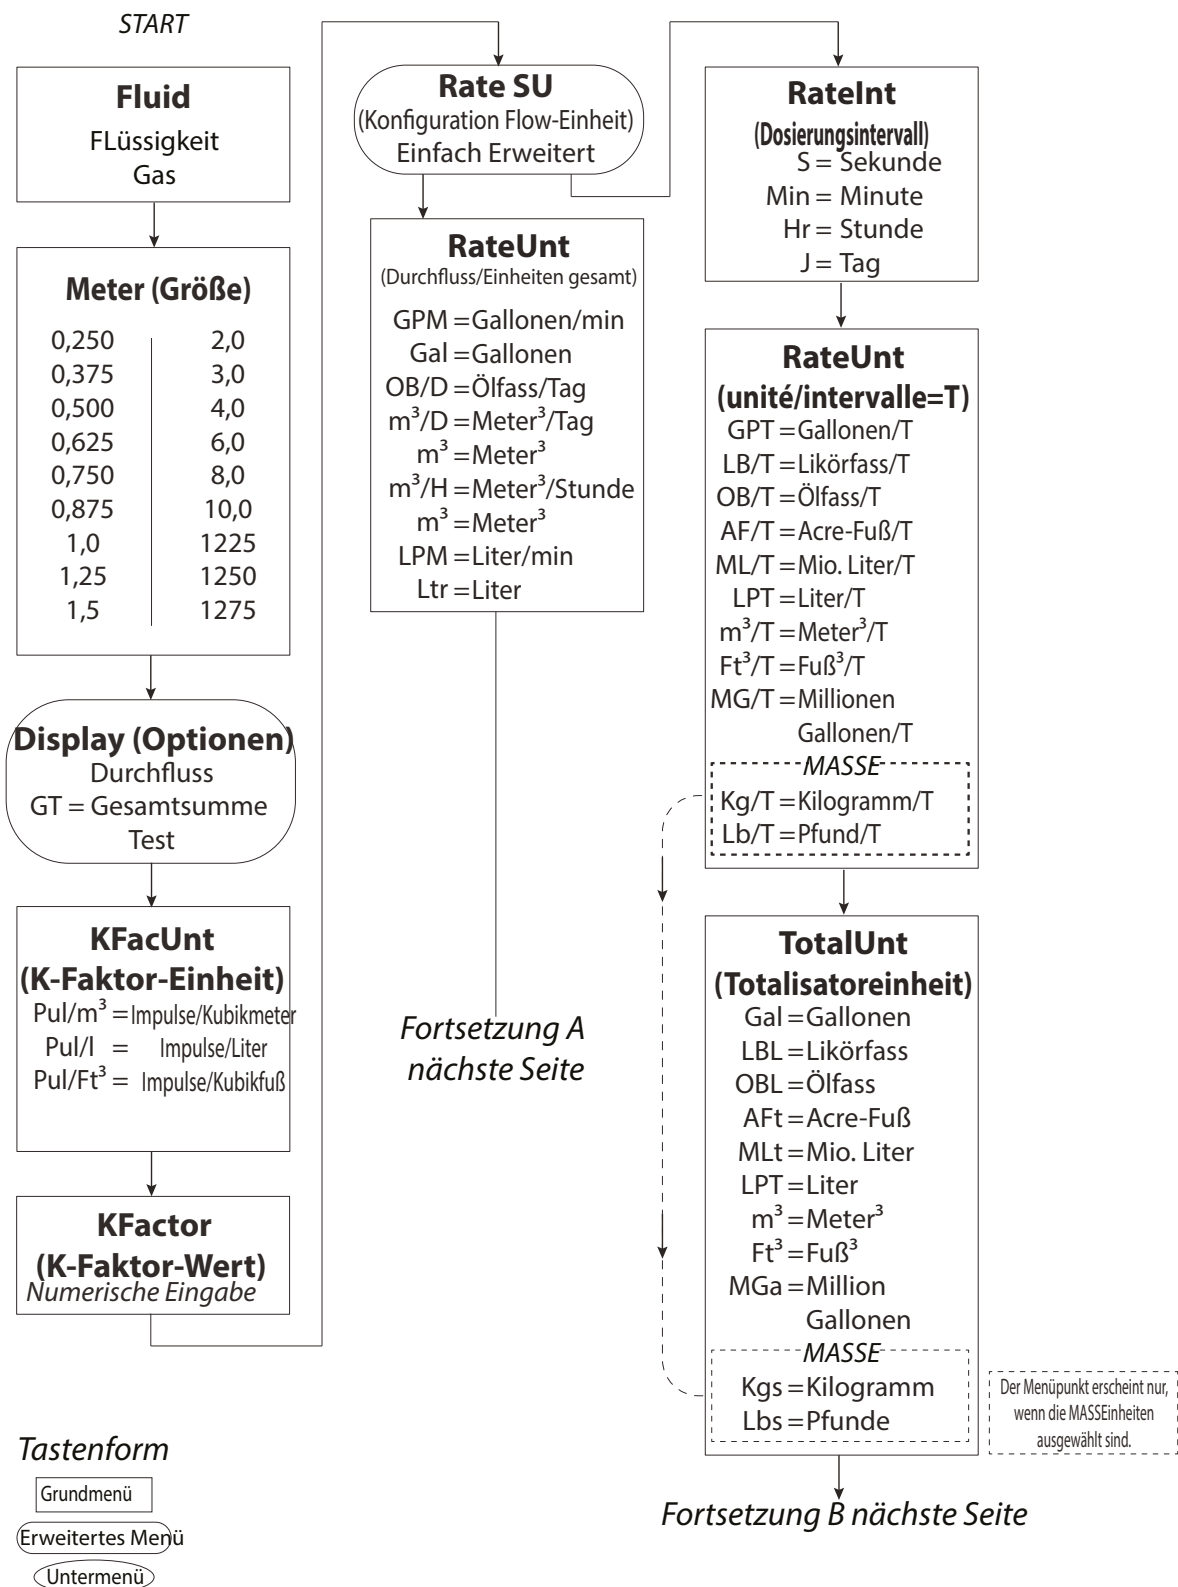 START
Fluid
FLüssigkeit
Gas
Meter (Größe)
0,250 2,0
0,375 3,0
0,500 4,0
0,625 6,0
0,750 8,0
0,875 10,0
1,0 1225
1,25 1250
1,5 1275
Display (Optionen)
Durchfluss
GT = Gesamtsumme
Test
KFacUnt
(K-Faktor-Einheit)
Pul/m³ = Impulse/Kubikmeter
Pul/l = Impulse/Liter
Pul/Ft³ = Impulse/Kubikfuß
KFactor
(K-Faktor-Wert)
Numerische Eingabe
Rate SU
(Konfiguration Flow-Einheit)
Einfach Erweitert
RateUnt
(Durchfluss/Einheiten gesamt)
GPM = Gallonen/min
Gal = Gallonen
OB/D = Ölfass/Tag
m³/D = Meter³/Tag
m³ = Meter³
m³/H = Meter³/Stunde
m³ = Meter³
LPM = Liter/min
Ltr = Liter
Fortsetzung A
nächste Seite
RateInt
(Dosierungsintervall)
S = Sekunde
Min = Minute
Hr = Stunde
J = Tag
RateUnt
(unité/intervalle=T)
GPT = Gallonen/T
LB/T = Likörfass/T
OB/T = Ölfass/T
AF/T = Acre-Fuß/T
ML/T = Mio. Liter/T
LPT = Liter/T
m³/T = Meter³/T
Ft³/T = Fuß³/T
MG/T = Millionen
Gallonen/T
MASSE
Kg/T = Kilogramm/T
Lb/T = Pfund/T
TotalUnt
(Totalisatoreinheit)
Gal = Gallonen
LBL = Likörfass
OBL = Ölfass
AFt = Acre-Fuß
MLt = Mio. Liter
LPT = Liter
m³ = Meter³
Ft³ = Fuß³
MGa = Million
Gallonen
MASSE
Kgs = Kilogramm
Lbs = Pfunde
Der Menüpunkt erscheint nur,
wenn die MASSEinheiten
ausgewählt sind.
Fortsetzung B nächste Seite
Tastenform
Grundmenü
Erweitertes Menü
Untermenü